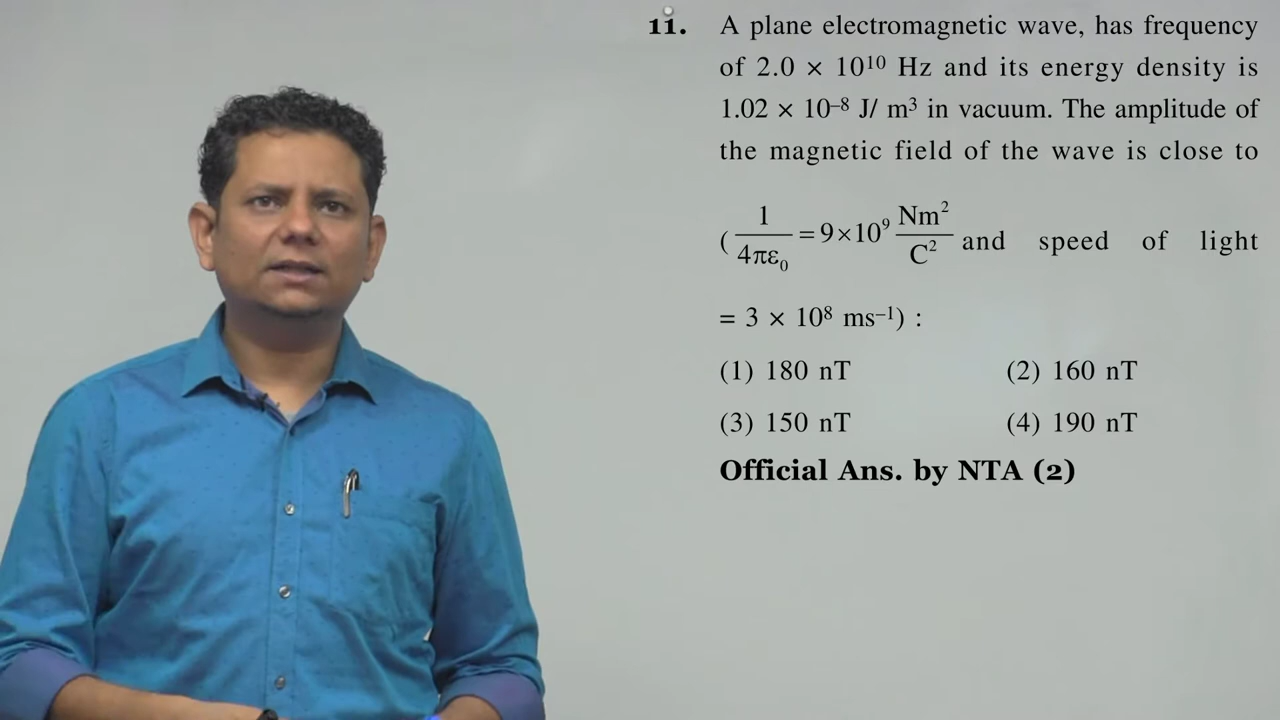 11. A plane electromagnetic wave, has frequency
of 2.0 × 10¹⁰ Hz and its energy density is
1.02 × 10⁻⁸ J/ m³ in vacuum. The amplitude of
the magnetic field of the wave is close to
( 1/4πε₀ = 9×10⁹ Nm²/C² and speed of light
= 3 × 10⁸ ms⁻¹) :
(1) 180 nT (2) 160 nT
(3) 150 nT (4) 190 nT
Official Ans. by NTA (2)